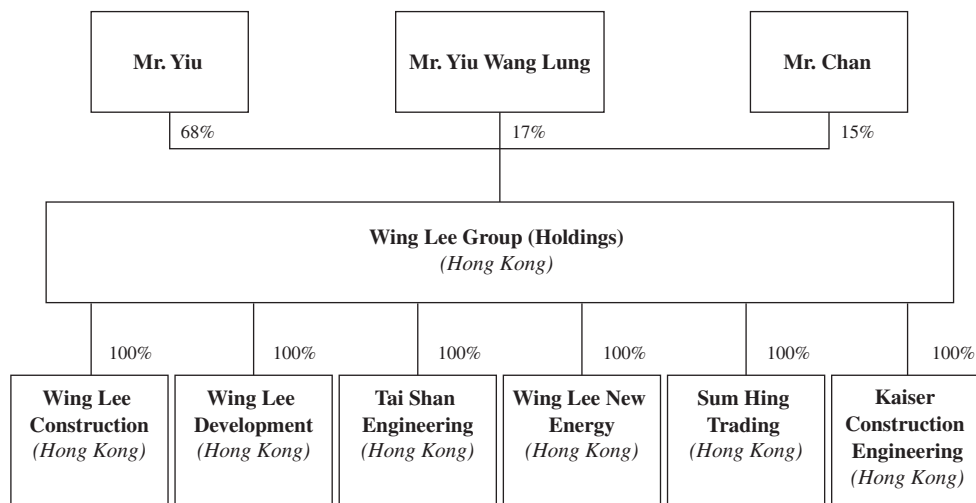 Mr. Yiu
Mr. Yiu Wang Lung
Mr. Chan
68%
17%
15%
Wing Lee Group (Holdings)
(Hong Kong)
100%
100%
100%
100%
100%
100%
Wing Lee
Construction
(Hong Kong)
Wing Lee
Development
(Hong Kong)
Tai Shan
Engineering
(Hong Kong)
Wing Lee New
Energy
(Hong Kong)
Sum Hing
Trading
(Hong Kong)
Kaiser
Construction
Engineering
(Hong Kong)